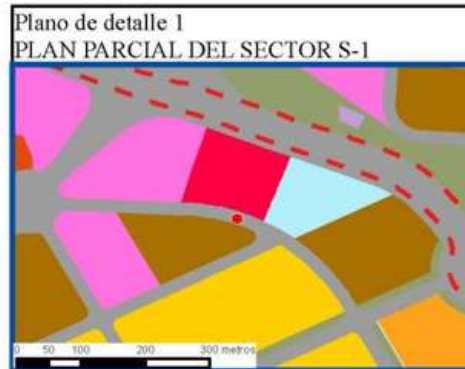 Plano de detalle 1
PLAN PARCIAL DEL SECTOR S-1
0 50 100 200 300 metros